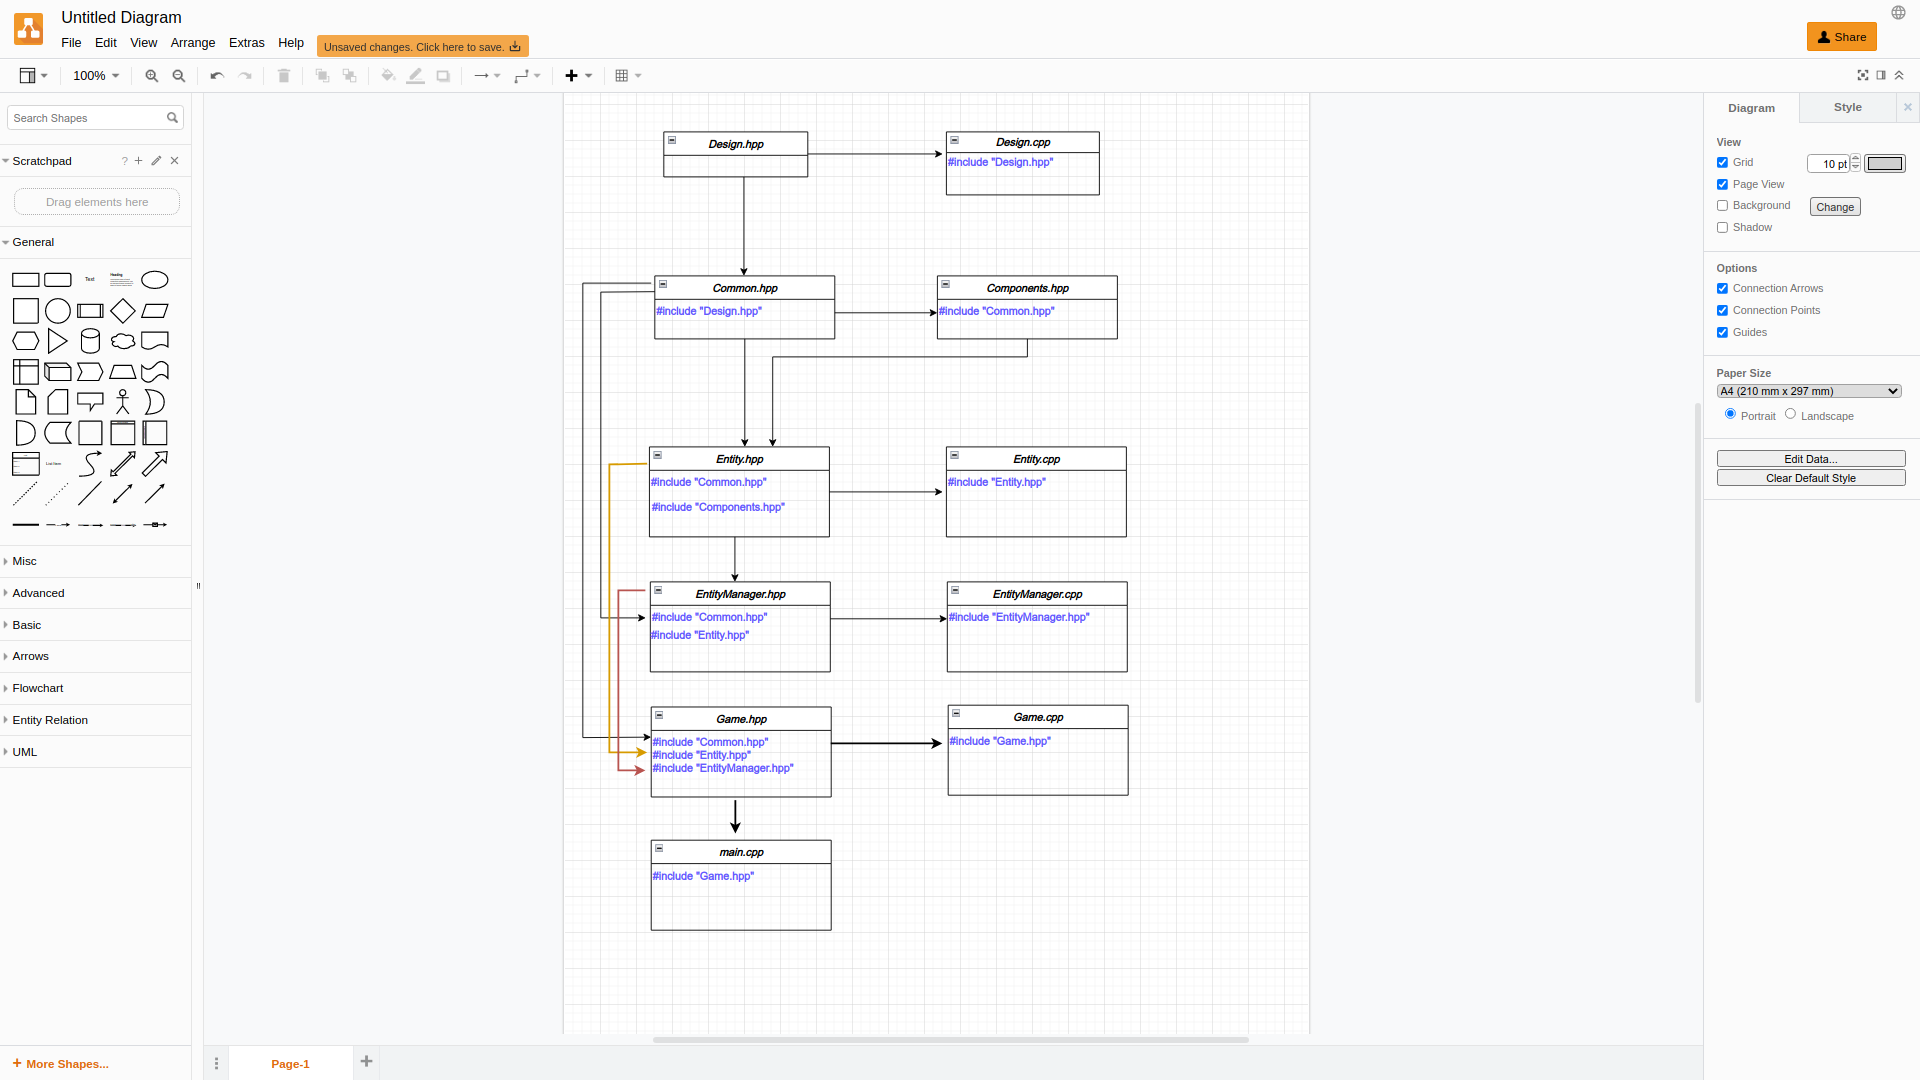 Untitled Diagram
File Edit View Arrange Extras Help Unsaved changes. Click here to save.
Share
100%
Search Shapes
Scratchpad ?
Drag elements here
General
Text
Heading
List Item
Misc
Advanced
Basic
Arrows
Flowchart
Entity Relation
UML
+ More Shapes...
Design.hpp
Design.cpp
#include "Design.hpp"
Common.hpp
#include "Design.hpp"
Components.hpp
#include "Common.hpp"
Entity.hpp
#include "Common.hpp"
#include "Components.hpp"
Entity.cpp
#include "Entity.hpp"
EntityManager.hpp
#include "Common.hpp"
#include "Entity.hpp"
EntityManager.cpp
#include "EntityManager.hpp"
Game.hpp
#include "Common.hpp"
#include "Entity.hpp"
#include "EntityManager.hpp"
Game.cpp
#include "Game.hpp"
main.cpp
#include "Game.hpp"
Page-1
Diagram Style
View
Grid 10 pt
Page View
Background Change
Shadow
Options
Connection Arrows
Connection Points
Guides
Paper Size
A4 (210 mm x 297 mm)
Portrait Landscape
Edit Data...
Clear Default Style